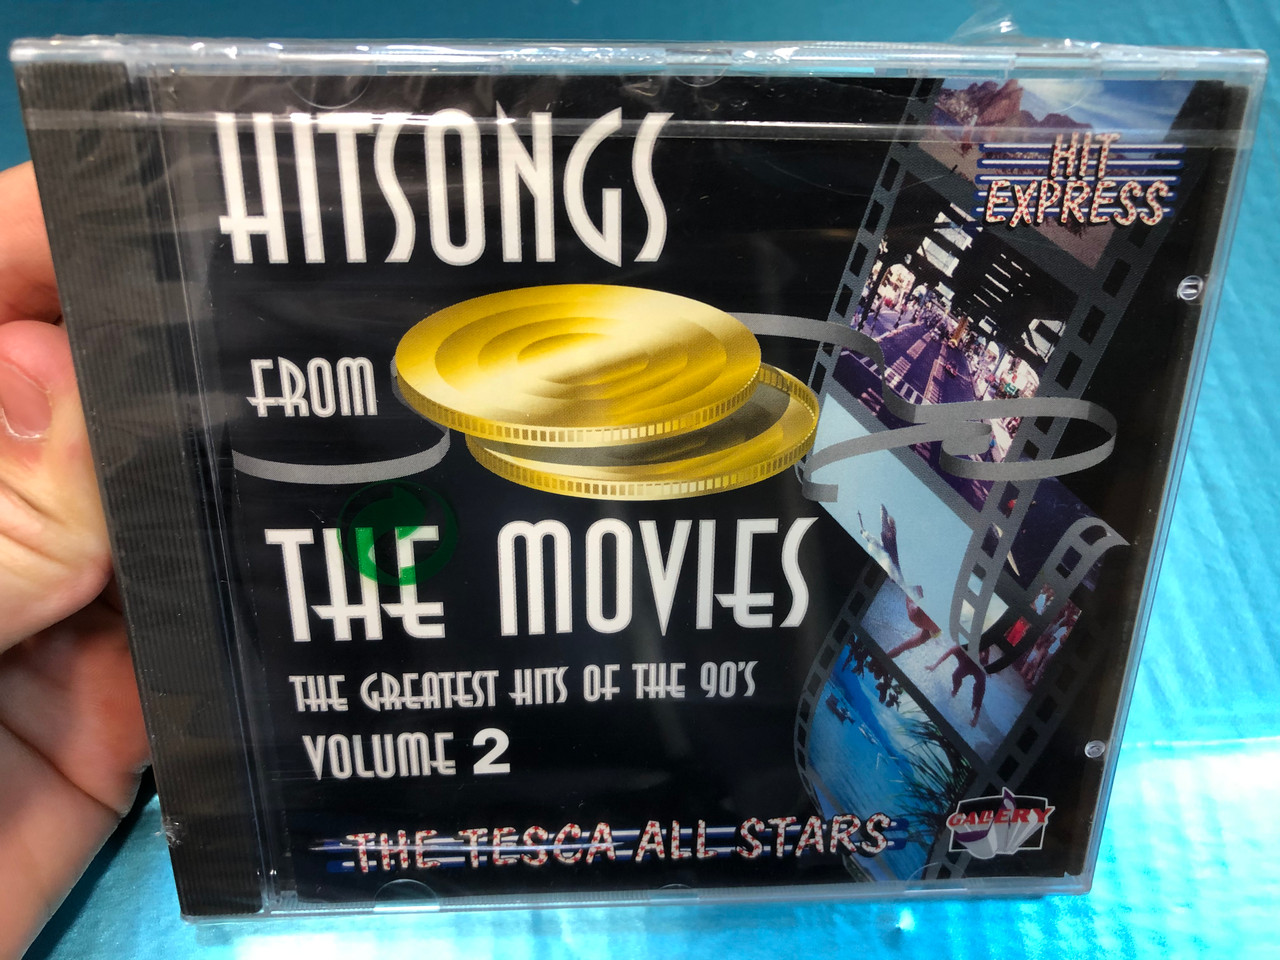 HITSONGS
HIT
EXPRESS
FROM
THE MOVIES
THE GREATEST HITS OF THE 90'S
VOLUME 2
THE TESCA ALL STARS
GALLERY